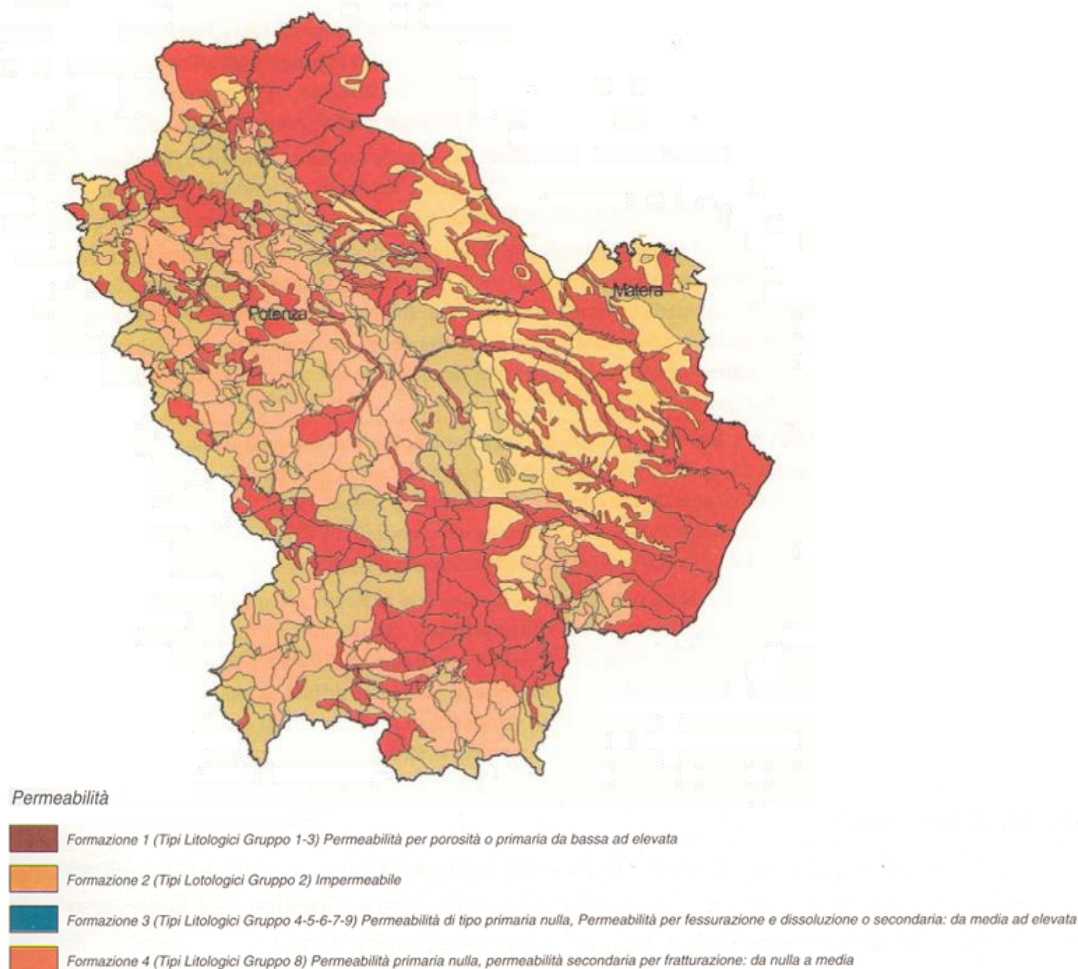 Matera
Potenza
Permeabilità
Formazione 1 (Tipi Litologici Gruppo 1-3) Permeabilità per porosità o primaria da bassa ad elevata
Formazione 2 (Tipi Lotologici Gruppo 2) Impermeabile
Formazione 3 (Tipi Litologici Gruppo 4-5-6-7-9) Permeabilità di tipo primaria nulla, Permeabilità per fessurazione e dissoluzione o secondaria: da media ad elevata
Formazione 4 (Tipi Litologici Gruppo 8) Permeabilità primaria nulla, permeabilità secondaria per fratturazione: da nulla a media